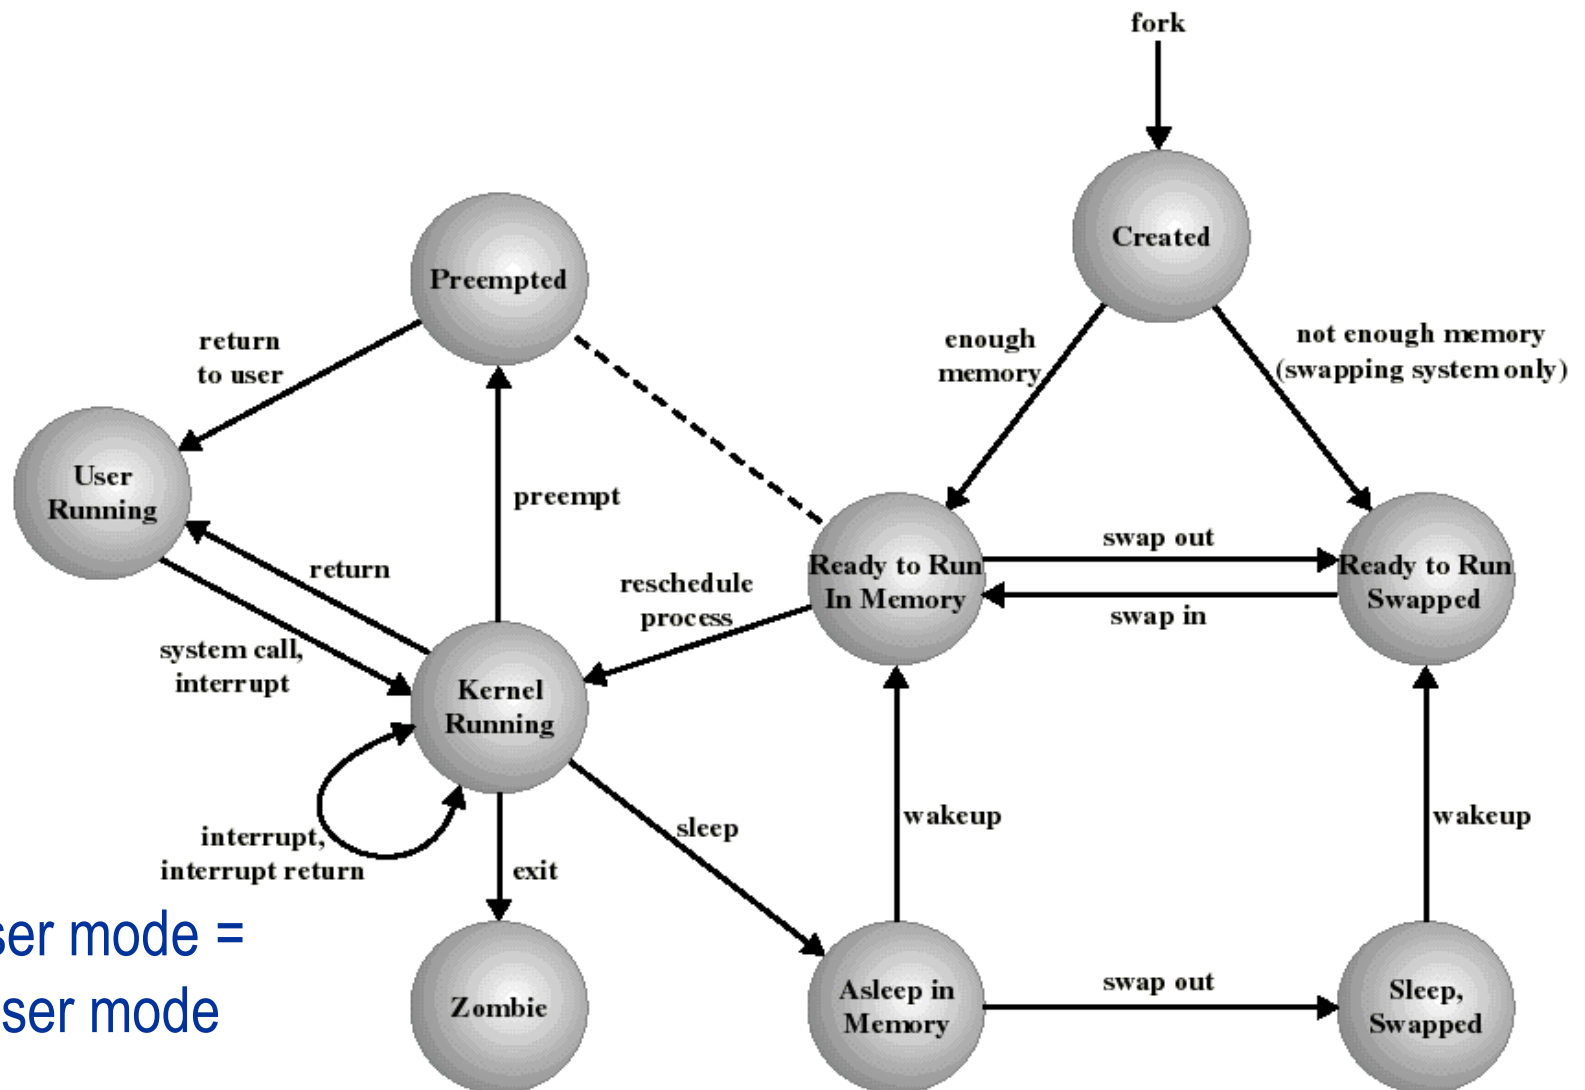 fork
Created
Preempted
return
to user
enough
memory
not enough memory
(swapping system only)
User
Running
preempt
return
reschedule
process
Ready to Run
In Memory
swap out
swap in
Ready to Run
Swapped
system call,
interrupt
Kernel
Running
interrupt,
interrupt return
exit
sleep
wakeup
wakeup
ser mode =
ser mode
Zombie
Asleep in
Memory
swap out
Sleep,
Swapped